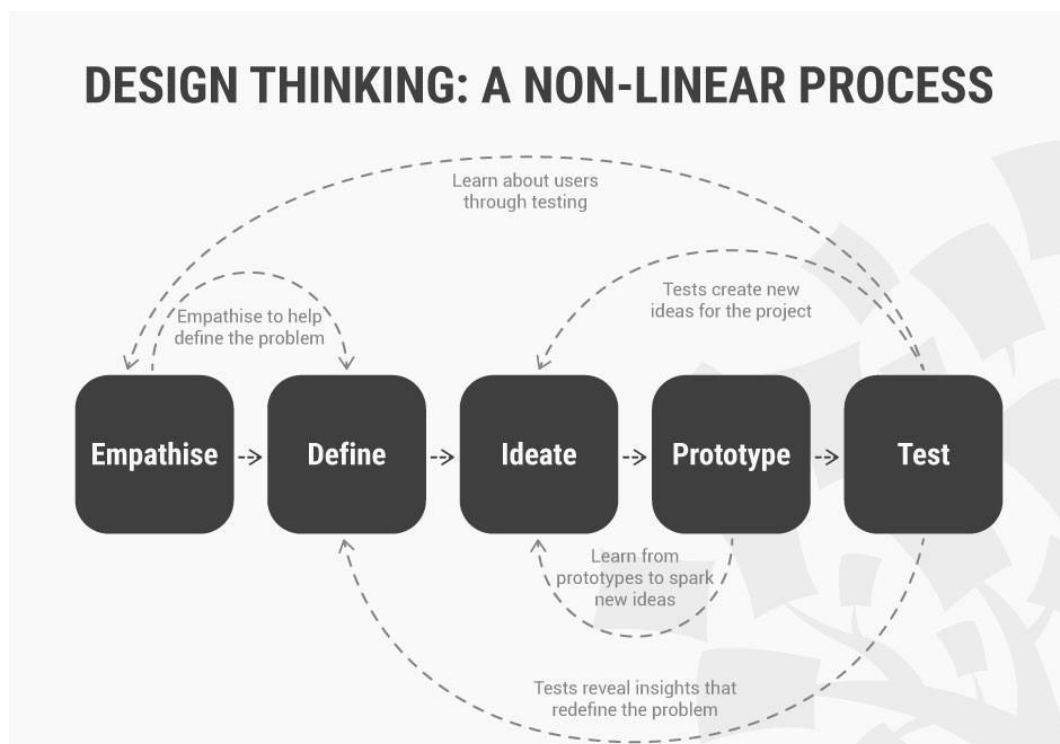 DESIGN THINKING: A NON-LINEAR PROCESS
Learn about users
through testing
Tests create new
ideas for the project
Empathise to help
define the problem
Empathise
Define
Ideate
Prototype
Test
Learn from
prototypes to spark
new ideas
Tests reveal insights that
redefine the problem